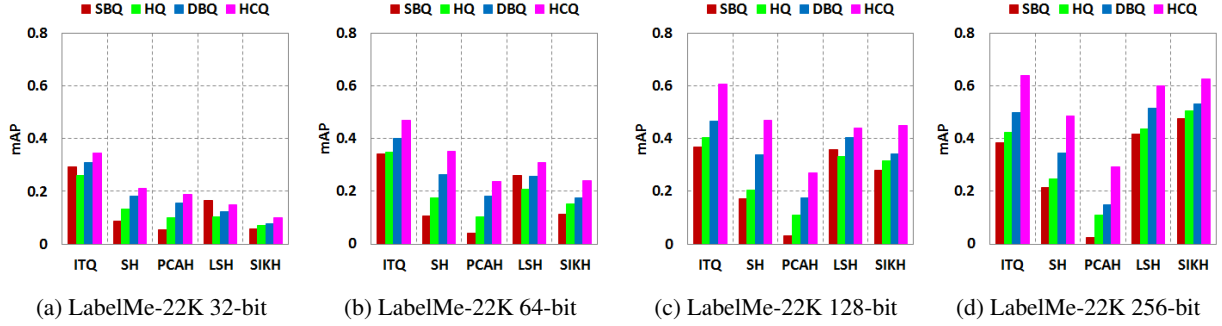 SBQ HQ DBQ HCQ
0.8
0.6
0.4
0.2
0
mAP
ITQ SH PCAH LSH SIKH
(a) LabelMe-22K 32-bit
SBQ HQ DBQ HCQ
0.8
0.6
0.4
0.2
0
mAP
ITQ SH PCAH LSH SIKH
(b) LabelMe-22K 64-bit
SBQ HQ DBQ HCQ
0.8
0.6
0.4
0.2
0
mAP
ITQ SH PCAH LSH SIKH
(c) LabelMe-22K 128-bit
SBQ HQ DBQ HCQ
0.8
0.6
0.4
0.2
0
mAP
ITQ SH PCAH LSH SIKH
(d) LabelMe-22K 256-bit